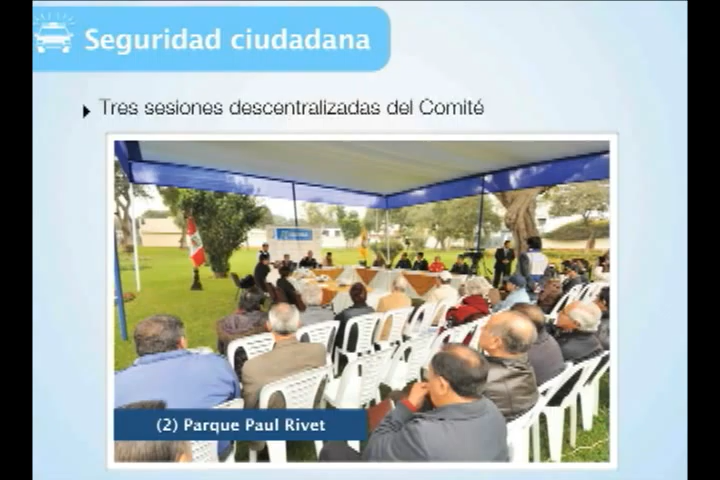 Seguridad ciudadana
Tres sesiones descentralizadas del Comité
(2) Parque Paul Rivet